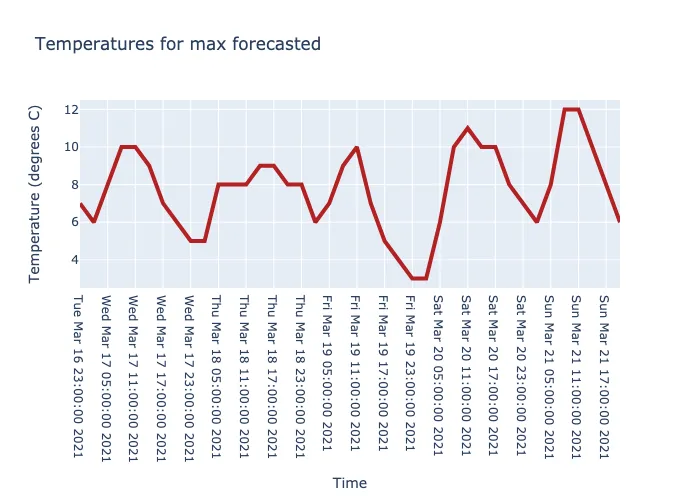 Temperatures for max forecasted
Temperature (degrees C)
12
10
8
6
4
Tue Mar 16 23:00:00 2021
Wed Mar 17 05:00:00 2021
Wed Mar 17 11:00:00 2021
Wed Mar 17 17:00:00 2021
Wed Mar 17 23:00:00 2021
Thu Mar 18 05:00:00 2021
Thu Mar 18 11:00:00 2021
Thu Mar 18 17:00:00 2021
Thu Mar 18 23:00:00 2021
Fri Mar 19 05:00:00 2021
Fri Mar 19 11:00:00 2021
Fri Mar 19 17:00:00 2021
Fri Mar 19 23:00:00 2021
Sat Mar 20 05:00:00 2021
Sat Mar 20 11:00:00 2021
Sat Mar 20 17:00:00 2021
Sat Mar 20 23:00:00 2021
Sun Mar 21 05:00:00 2021
Sun Mar 21 11:00:00 2021
Sun Mar 21 17:00:00 2021
Time